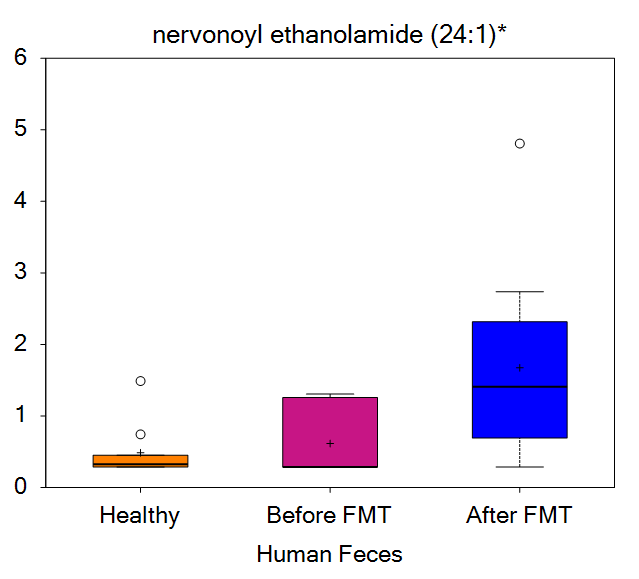 nervonoyl ethanolamide (24:1)*
6
5
4
3
2
1
0
Healthy Before FMT After FMT
Human Feces